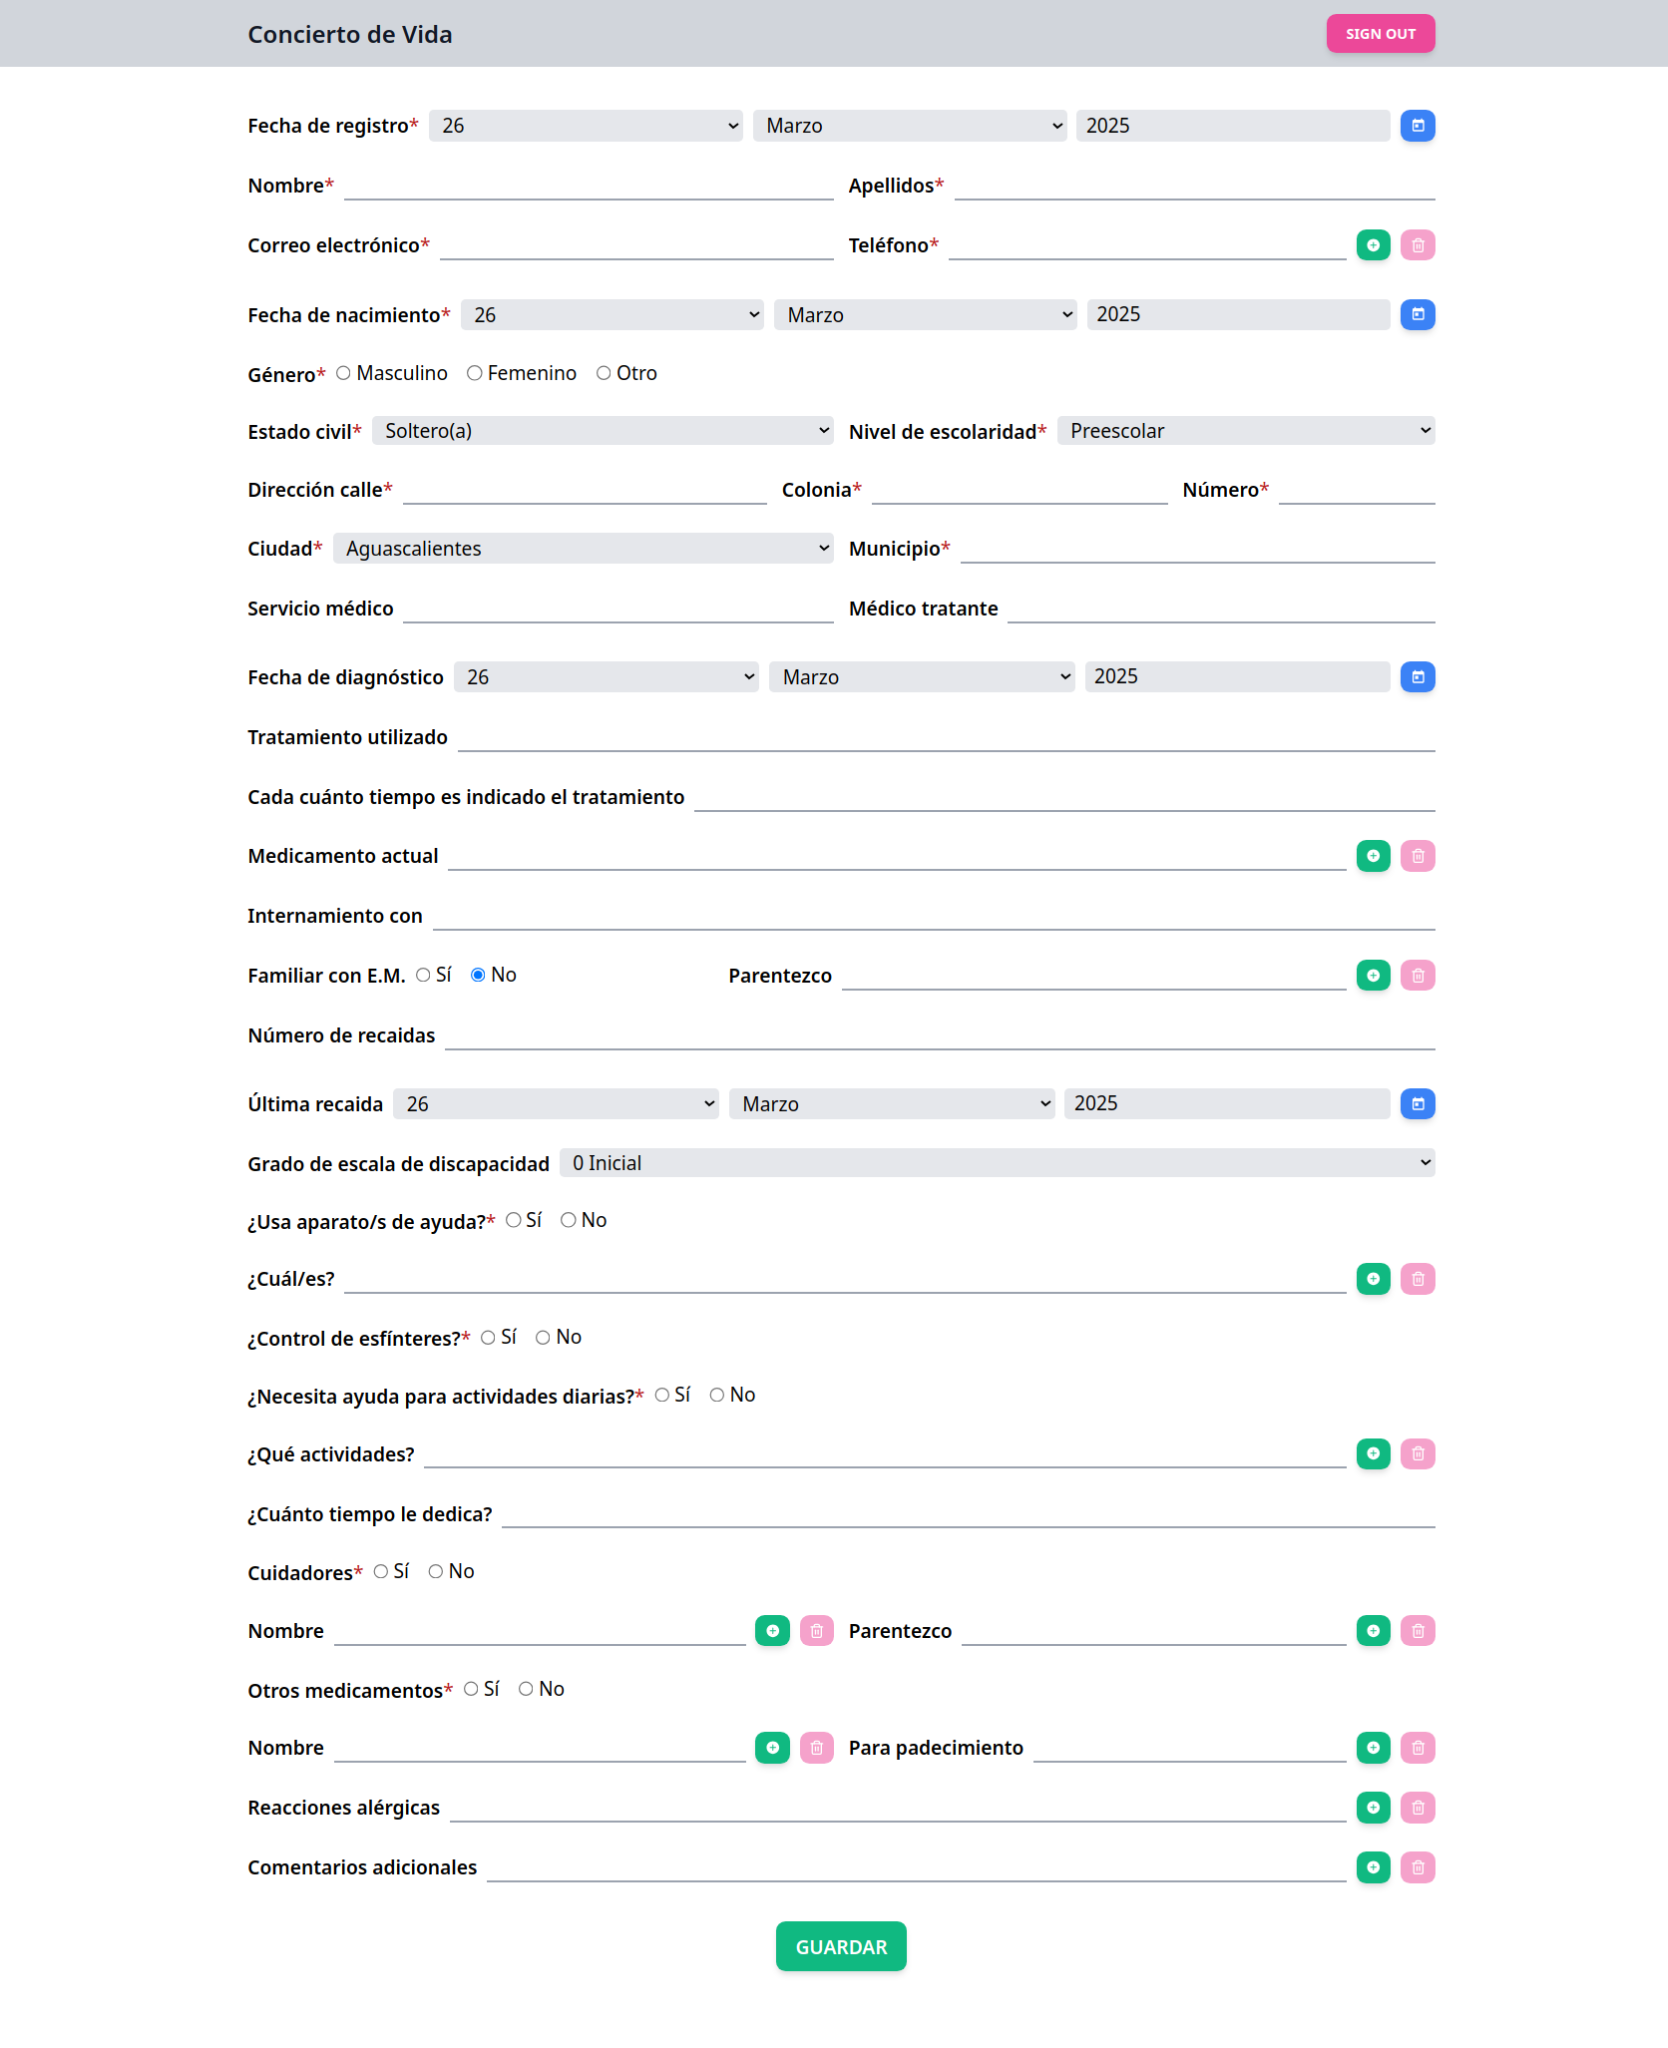 Concierto de Vida SIGN OUT
Fecha de registro* 26 Marzo 2025
Nombre* Apellidos*
Correo electrónico* Teléfono*
Fecha de nacimiento* 26 Marzo 2025
Género* Masculino Femenino Otro
Estado civil* Soltero(a) Nivel de escolaridad* Preescolar
Dirección calle* Colonia* Número*
Ciudad* Aguascalientes Municipio*
Servicio médico Médico tratante
Fecha de diagnóstico 26 Marzo 2025
Tratamiento utilizado
Cada cuánto tiempo es indicado el tratamiento
Medicamento actual
Internamiento con
Familiar con E.M. Sí No Parentezco
Número de recaidas
Última recaida 26 Marzo 2025
Grado de escala de discapacidad 0 Inicial
¿Usa aparato/s de ayuda?* Sí No
¿Cuál/es?
¿Control de esfínteres?* Sí No
¿Necesita ayuda para actividades diarias?* Sí No
¿Qué actividades?
¿Cuánto tiempo le dedica?
Cuidadores* Sí No
Nombre Parentezco
Otros medicamentos* Sí No
Nombre Para padecimiento
Reacciones alérgicas
Comentarios adicionales
GUARDAR